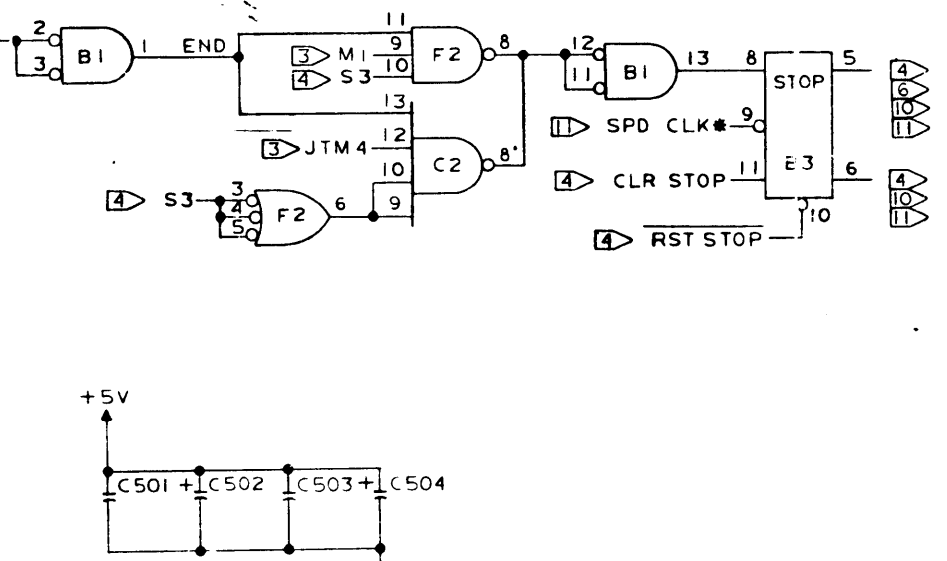 2
3
B1
1
END
11
9
10
3 M1
4 S3
F2
8
13
12
10
9
3 JTM4
C2
8
4 S3
3
4
5
F2
6
12
11
B1
13
8
STOP
5
4
6
10
11
11 SPD CLK*
9
E3
4 CLR STOP
11
6
4
10
11
10
4 RST STOP
+5V
C501 + C502 C503 + C504